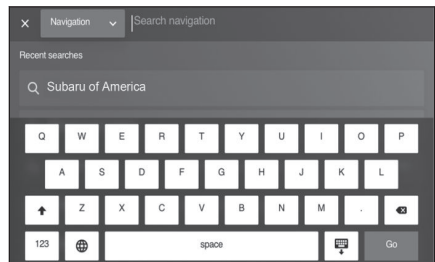 Navigation Search navigation
Recent searches
Subaru of America
Q W E R T Y U I O P
A S D F G H J K L
Z X C V B N M .
123 space Go